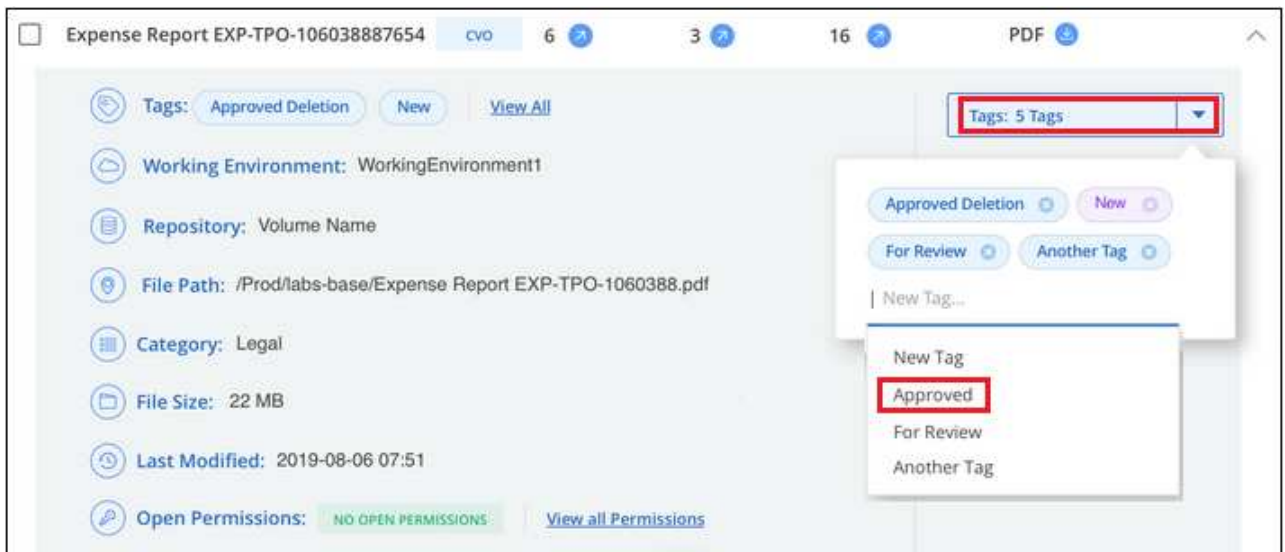 Expense Report EXP-TPO-106038887654 CVO 6 3 16 PDF
Tags: Approved Deletion New View All
Tags: 5 Tags
Working Environment: WorkingEnvironment1
Approved Deletion New
Repository: Volume Name
For Review Another Tag
File Path: /Prod/labs-base/Expense Report EXP-TPO-1060388.pdf
New Tag...
Category: Legal
New Tag
File Size: 22 MB
Approved
For Review
Last Modified: 2019-08-06 07:51
Another Tag
Open Permissions: NO OPEN PERMISSIONS View all Permissions